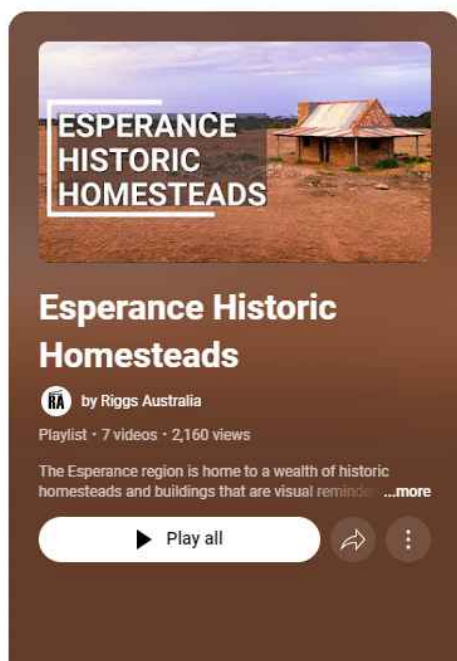 ESPERANCE
HISTORIC
HOMESTEADS
Esperance Historic
Homesteads
RA by Riggs Australia
Playlist • 7 videos • 2,160 views
The Esperance region is home to a wealth of historic
homesteads and buildings that are visual ...more
Play all